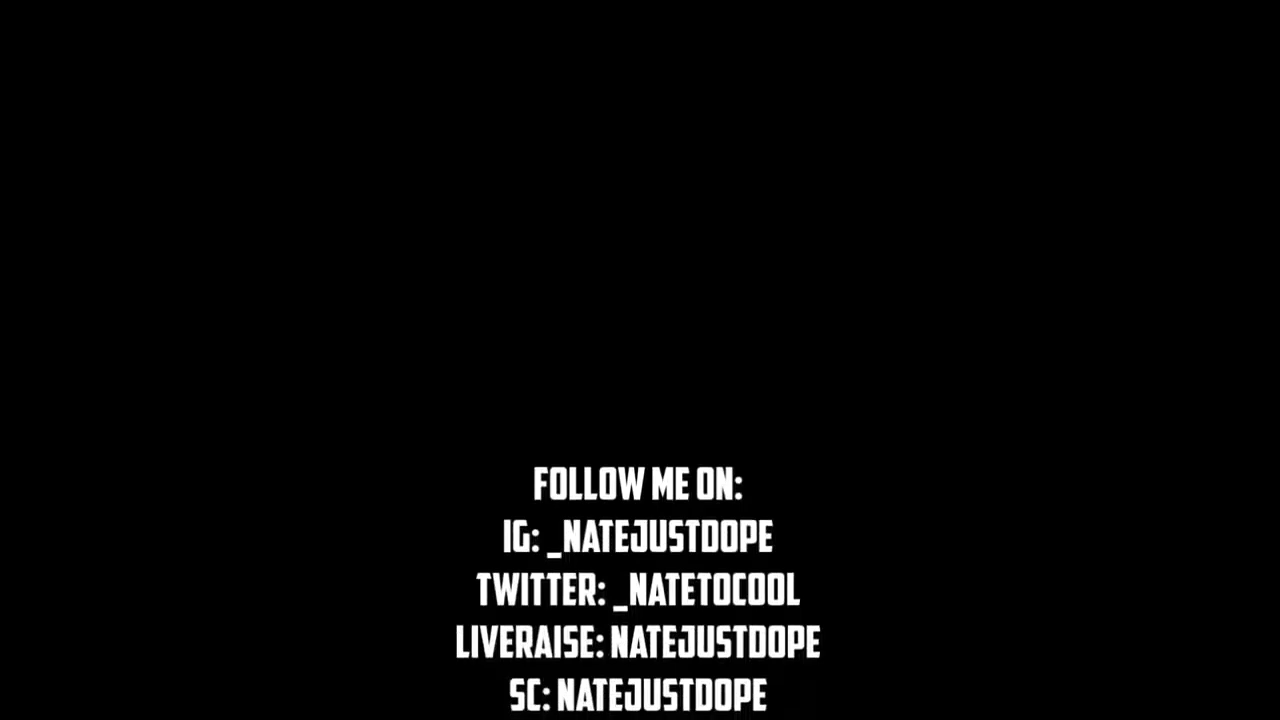 FOLLOW ME ON:
IG: _NATEJUSTDOPE
TWITTER: _NATETOCOOL
LIVERAISE: NATEJUSTDOPE
SC: NATEJUSTDOPE